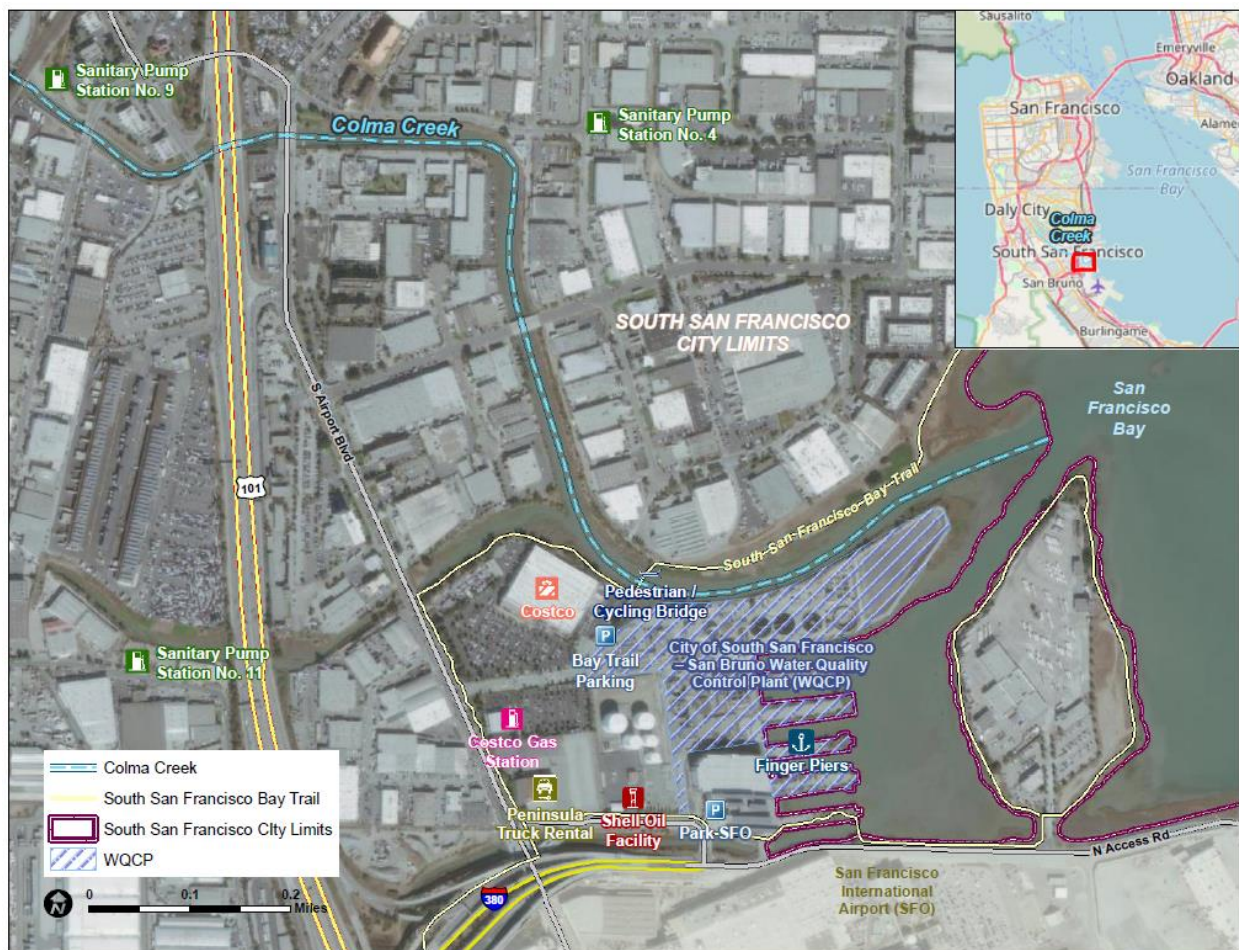 Sausalito
Emeryville
Oakland
San Francisco
Alame
San Francisco
Bay
Daly City
Colma
Creek
South San Francisco
San Bruno
Burlingame
Sanitary Pump
Station No. 9
Colma Creek
Sanitary Pump
Station No. 4
SOUTH SAN FRANCISCO
CITY LIMITS
San
Francisco
Bay
S Airport Blvd
101
South San Francisco Bay Trail
Costco
Pedestrian /
Cycling Bridge
Bay Trail
Parking
City of South San Francisco
– San Bruno Water Quality
Control Plant (WQCP)
Sanitary Pump
Station No. 11
Costco Gas
Station
Finger Piers
Peninsula
Truck Rental
Shell-Oil
Facility
Park-SFO
N Access Rd
380
San Francisco
International
Airport (SFO)
Colma Creek
South San Francisco Bay Trail
South San Francisco CIty Limits
WQCP
N
0 0.1 0.2
Miles
P
P